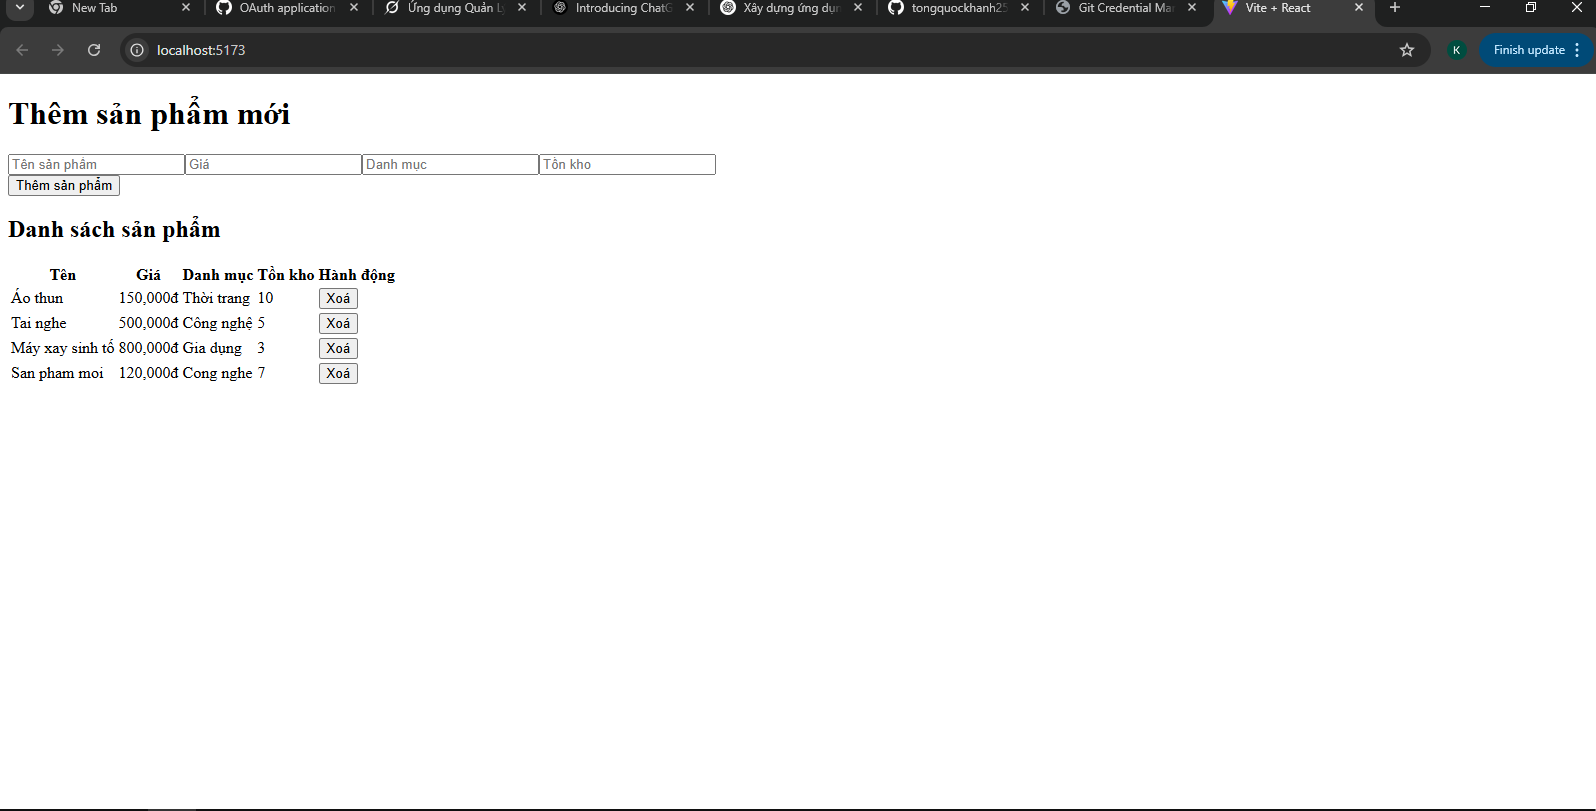 New Tab
OAuth application
Ứng dụng Quản Lý
Introducing ChatG
Xây dựng ứng dụn
tongquockhanh25
Git Credential Ma
Vite + React
localhost:5173
K
Finish update
Thêm sản phẩm mới
Tên sản phẩm Giá Danh mục Tồn kho
Thêm sản phẩm
Danh sách sản phẩm
Tên Giá Danh mục Tồn kho Hành động
Áo thun 150,000đ Thời trang 10 Xoá
Tai nghe 500,000đ Công nghệ 5 Xoá
Máy xay sinh tố 800,000đ Gia dụng 3 Xoá
San pham moi 120,000đ Cong nghe 7 Xoá